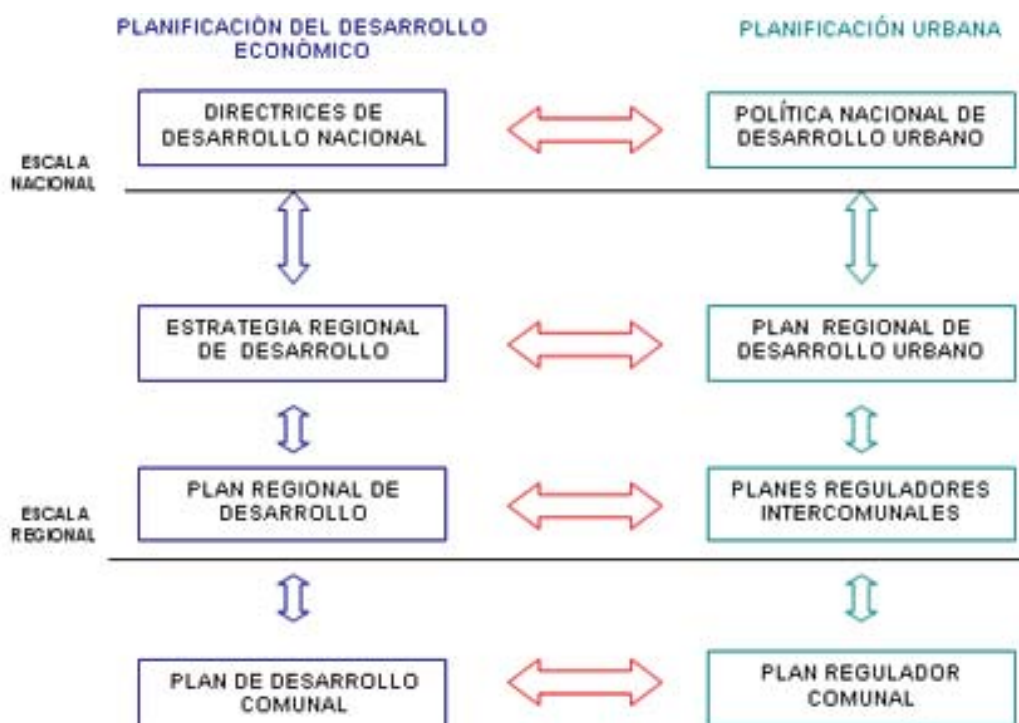 PLANIFICACIÒN DEL DESARROLLO
ECONÒMICO
PLANIFICACIÓN URBANA
DIRECTRICES DE
DESARROLLO NACIONAL
POLÍTICA NACIONAL DE
DESARROLLO URBANO
ESCALA
NACIONAL
ESTRATEGIA REGIONAL
DE DESARROLLO
PLAN REGIONAL DE
DESARROLLO URBANO
PLAN REGIONAL DE
DESARROLLO
PLANES REGULADORES
INTERCOMUNALES
ESCALA
REGIONAL
PLAN DE DESARROLLO
COMUNAL
PLAN REGULADOR
COMUNAL